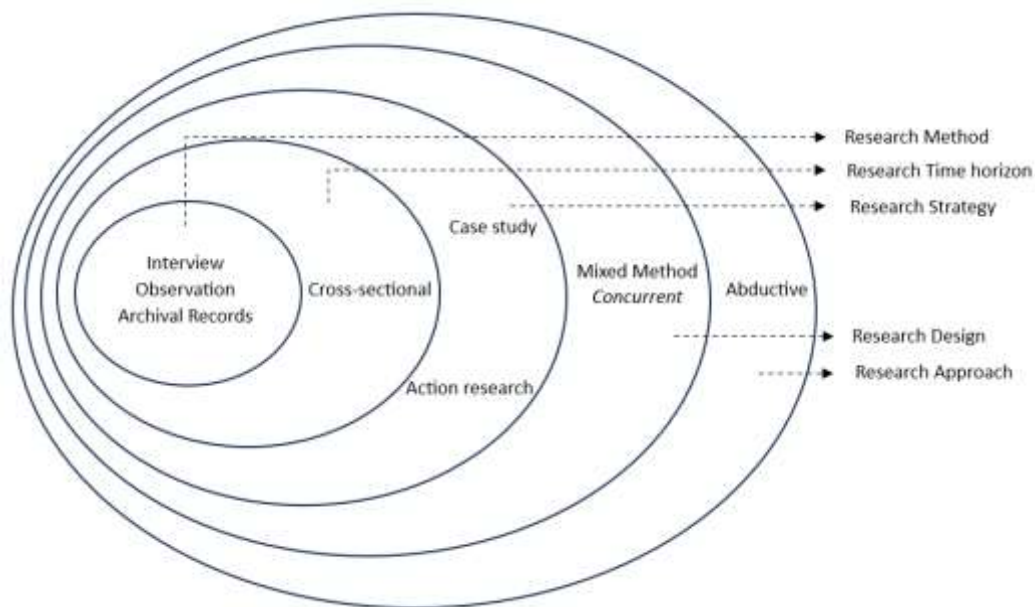 Research Method
Research Time horizon
Research Strategy
Case study
Interview
Observation
Archival Records
Cross-sectional
Mixed Method
Concurrent
Abductive
Research Design
Research Approach
Action research